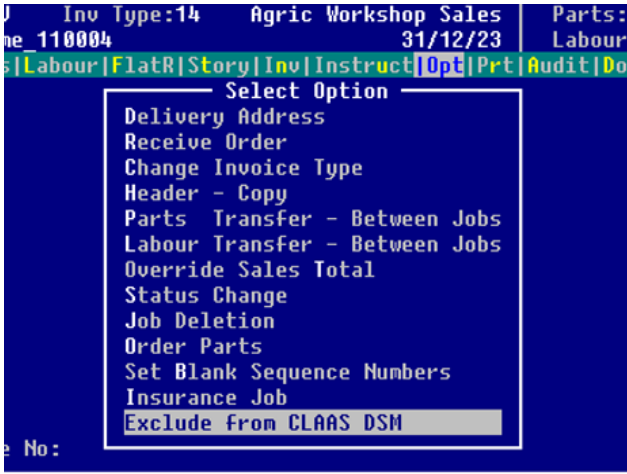 Inv Type:14 Agric Workshop Sales Parts:
me_110004 31/12/23 Labour
s|Labour|FlatR|Story|Inv|Instruct|Opt|Prt|Audit|Do
Select Option
Delivery Address
Receive Order
Change Invoice Type
Header - Copy
Parts Transfer - Between Jobs
Labour Transfer - Between Jobs
Override Sales Total
Status Change
Job Deletion
Order Parts
Set Blank Sequence Numbers
Insurance Job
Exclude from CLAAS DSM
e No: